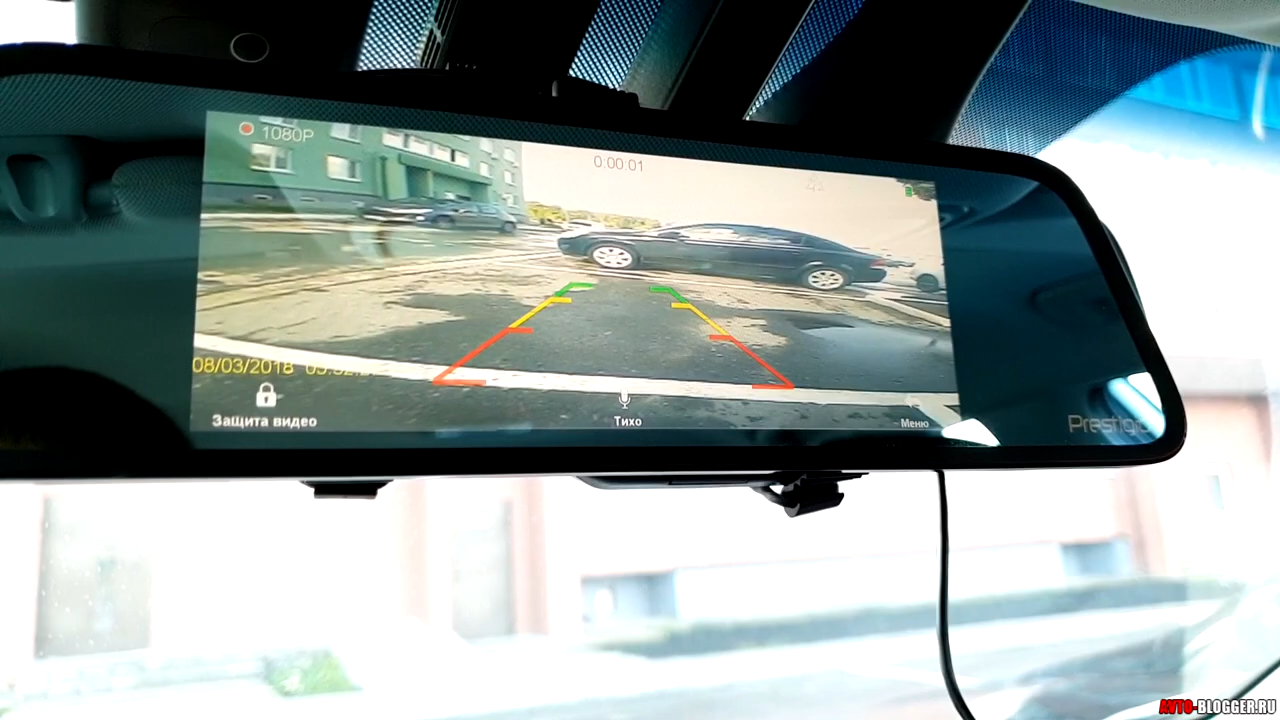 1080P
0:00:01
08/03/2018
Защита видео
Тихо
Меню
Prestigio
AVTO-BLOGGER.RU